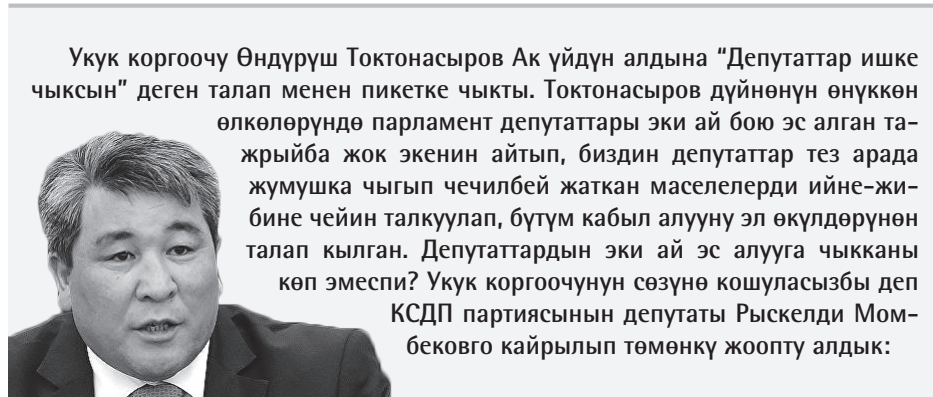 Укук коргоочу Өндүрүш Токтонасыров Ак үйдүн алдына “Депутаттар ишке
чыксын” деген талап менен пикетке чыкты. Токтонасыров дүйнөнүн өнүккөн
өлкөлөрүндө парламент депутаттары эки ай бою эс алган та-
жрыйба жок экенин айтып, биздин депутаттар тез арада
жумушка чыгып чечилбей жаткан маселелерди ийне-жи-
бине чейин талкуулап, бүтүм кабыл алууну эл өкүлдөрүнөн
талап кылган. Депутаттардын эки ай эс алууга чыкканы
көп эмеспи? Укук коргоочунун сөзүнө кошуласызбы деп
КСДП партиясынын депутаты Рыскелди Мом-
бековго кайрылып төмөнкү жоопту алдык: